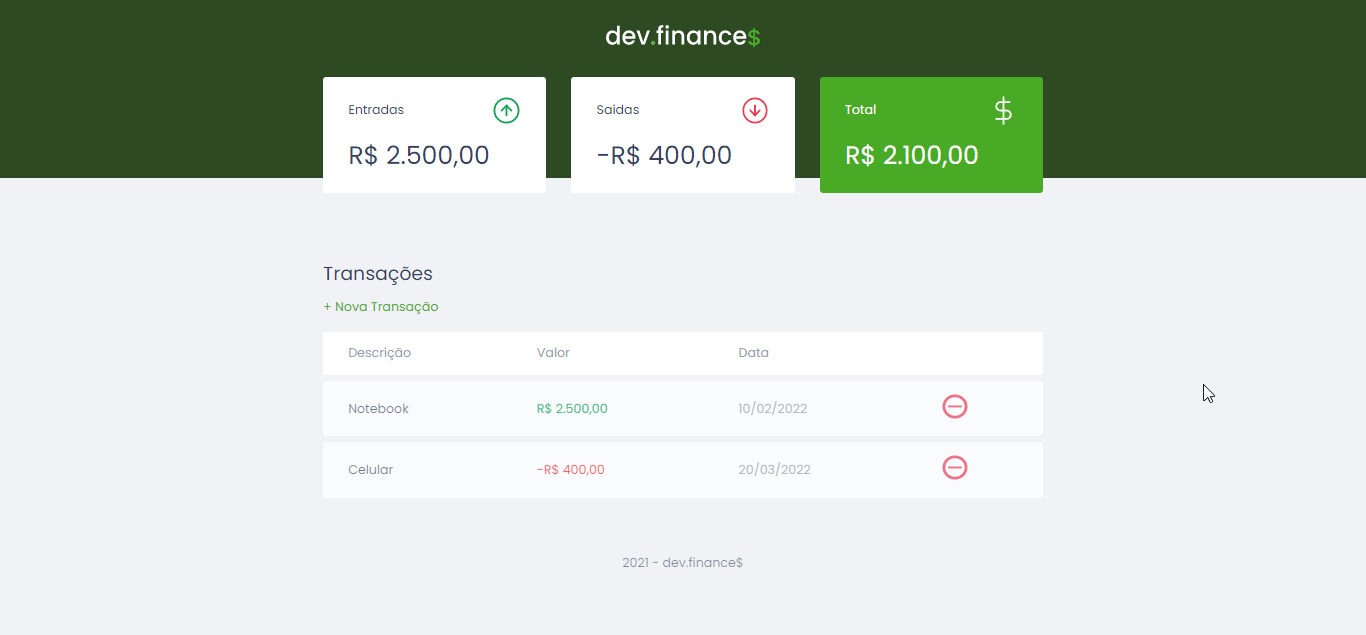 dev.finance$
Entradas
R$ 2.500,00
Saidas
-R$ 400,00
Total
$
R$ 2.100,00
Transações
+ Nova Transação
Descrição Valor Data
Notebook R$ 2.500,00 10/02/2022
Celular -R$ 400,00 20/03/2022
2021 - dev.finance$